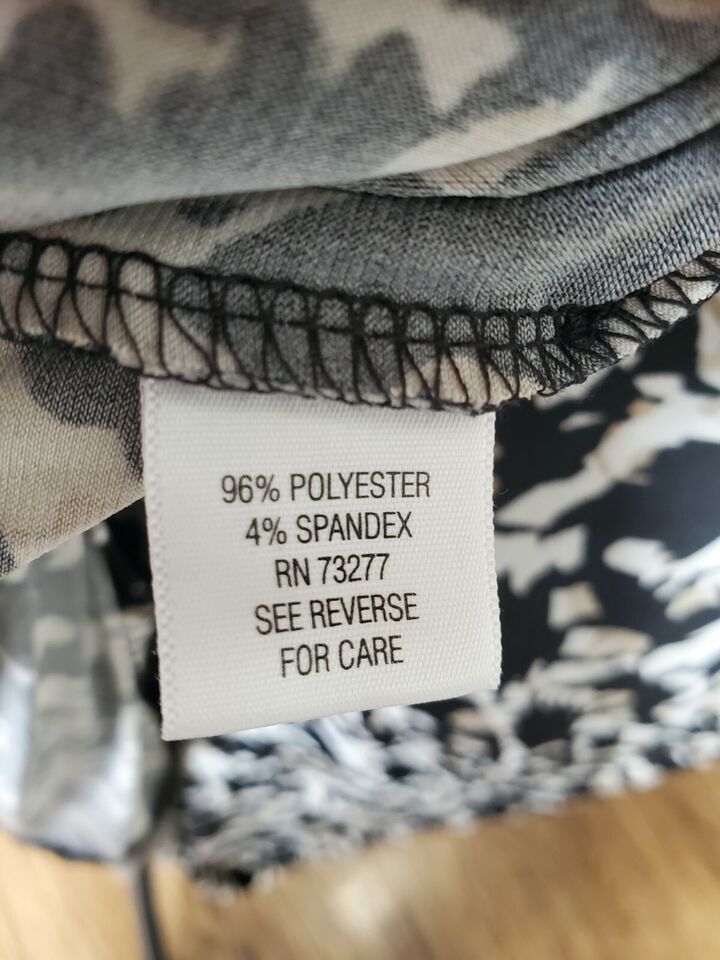 96% POLYESTER
4% SPANDEX
RN 73277
SEE REVERSE
FOR CARE